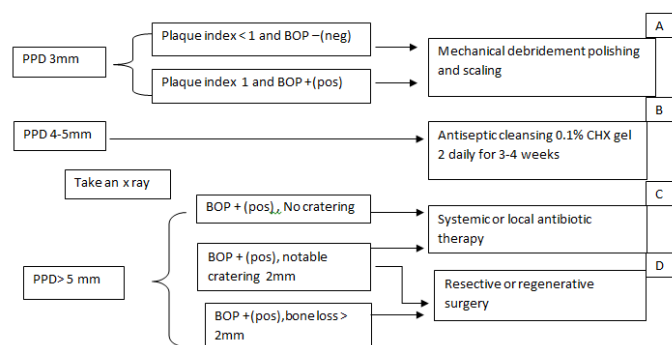 PPD 3mm
Plaque index < 1 and BOP –(neg)
Plaque index 1 and BOP +(pos)
A
Mechanical debridement polishing
and scaling
PPD 4-5mm
B
Antiseptic cleansing 0.1% CHX gel
2 daily for 3-4 weeks
Take an x ray
PPD> 5 mm
BOP + (pos), No cratering
BOP + (pos), notable
cratering 2mm
BOP +(pos),bone loss >
2mm
C
Systemic or local antibiotic
therapy
D
Resective or regenerative
surgery